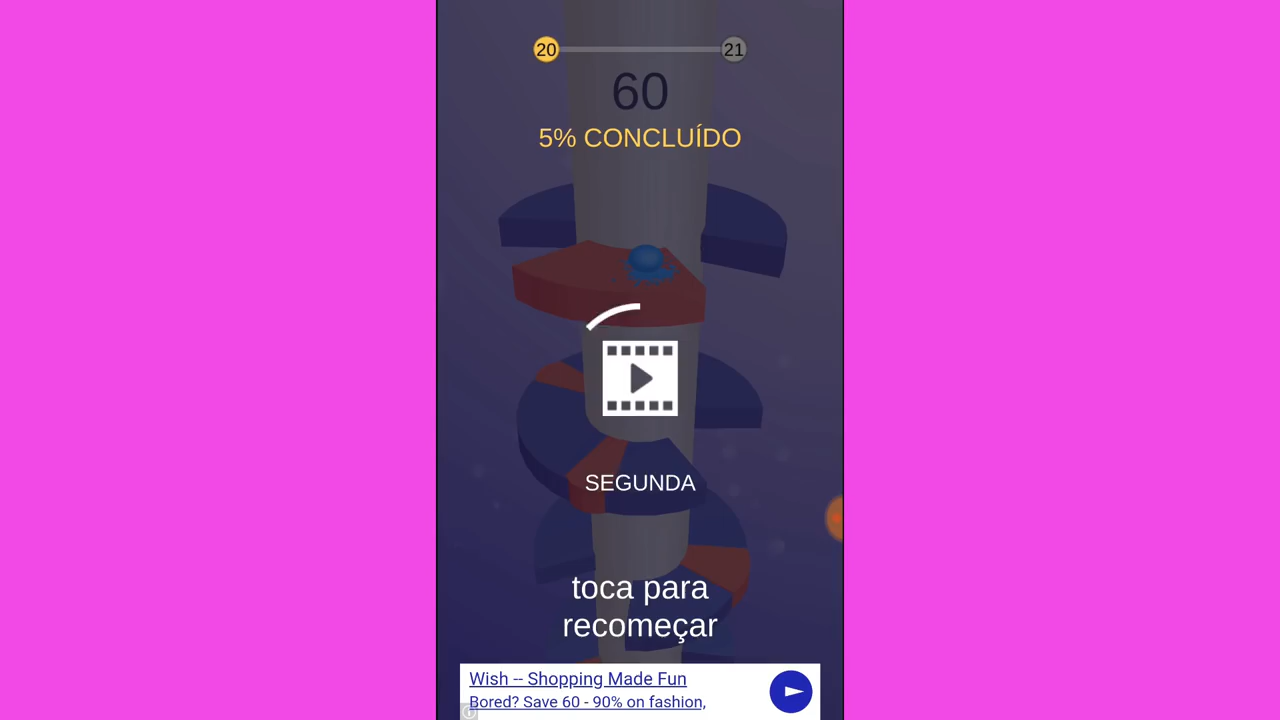 20 21
60
5% CONCLUÍDO
SEGUNDA
toca para
recomeçar
Wish -- Shopping Made Fun
Bored? Save 60 - 90% on fashion,